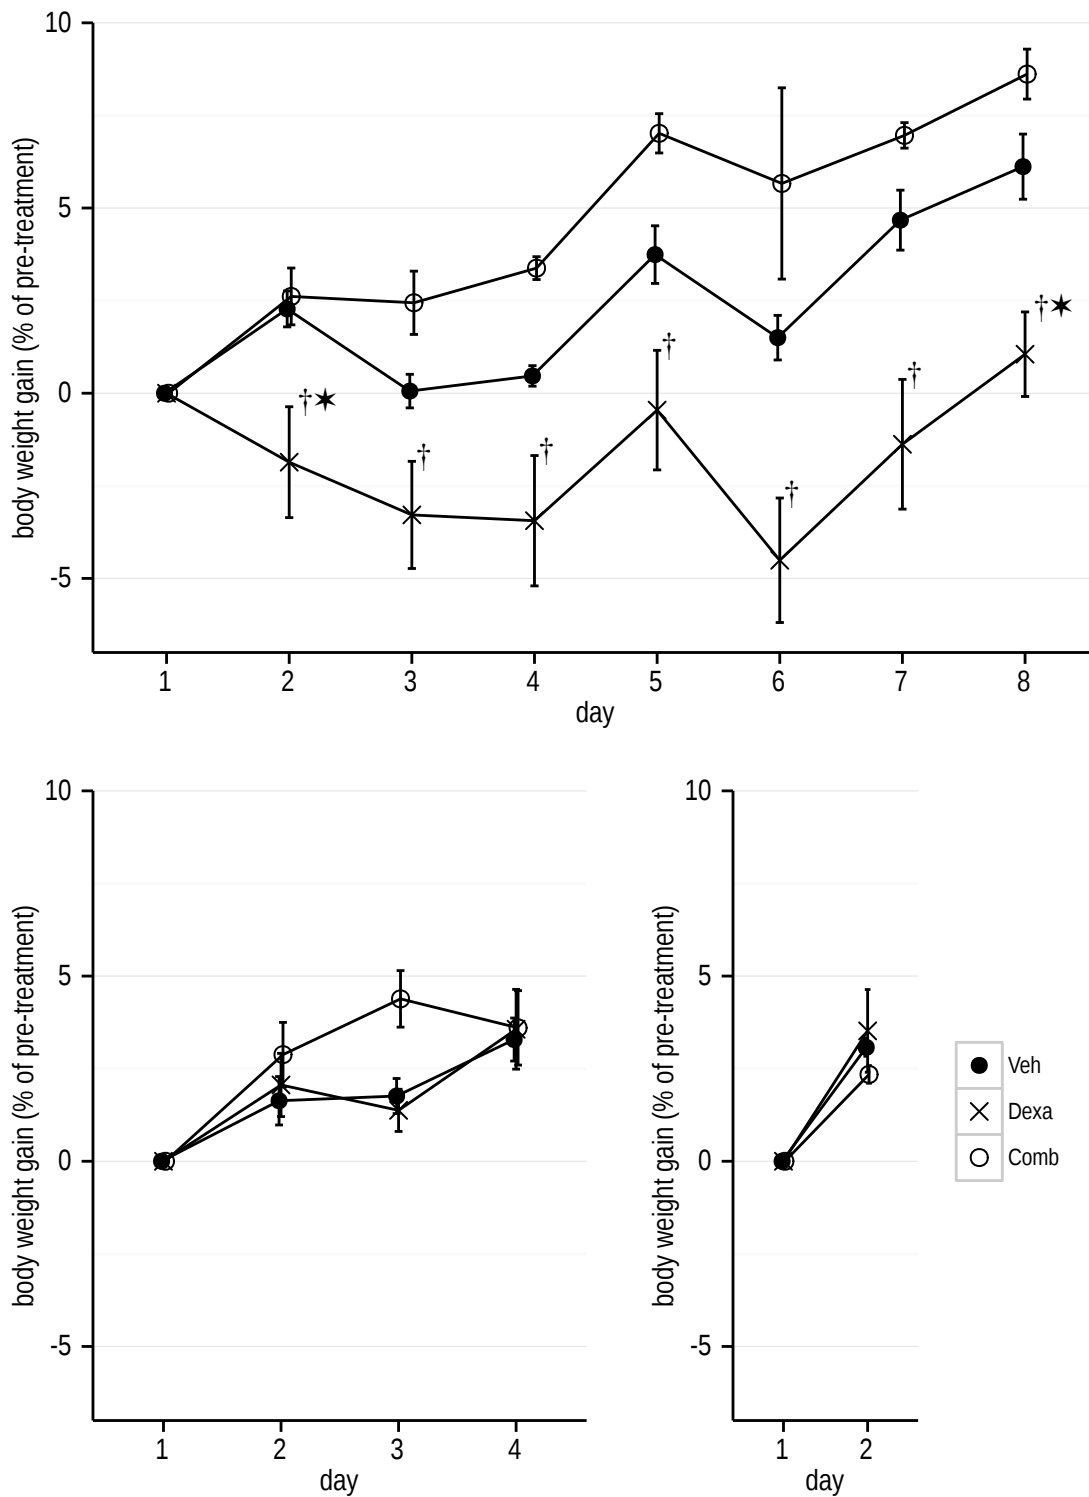 10
5
0
-5
body weight gain (% of pre-treatment)
†✶
†
†
†
†
†
†✶
1 2 3 4 5 6 7 8
day
10
5
0
-5
body weight gain (% of pre-treatment)
1 2 3 4
day
10
5
0
-5
body weight gain (% of pre-treatment)
1 2
day
Veh
Dexa
Comb